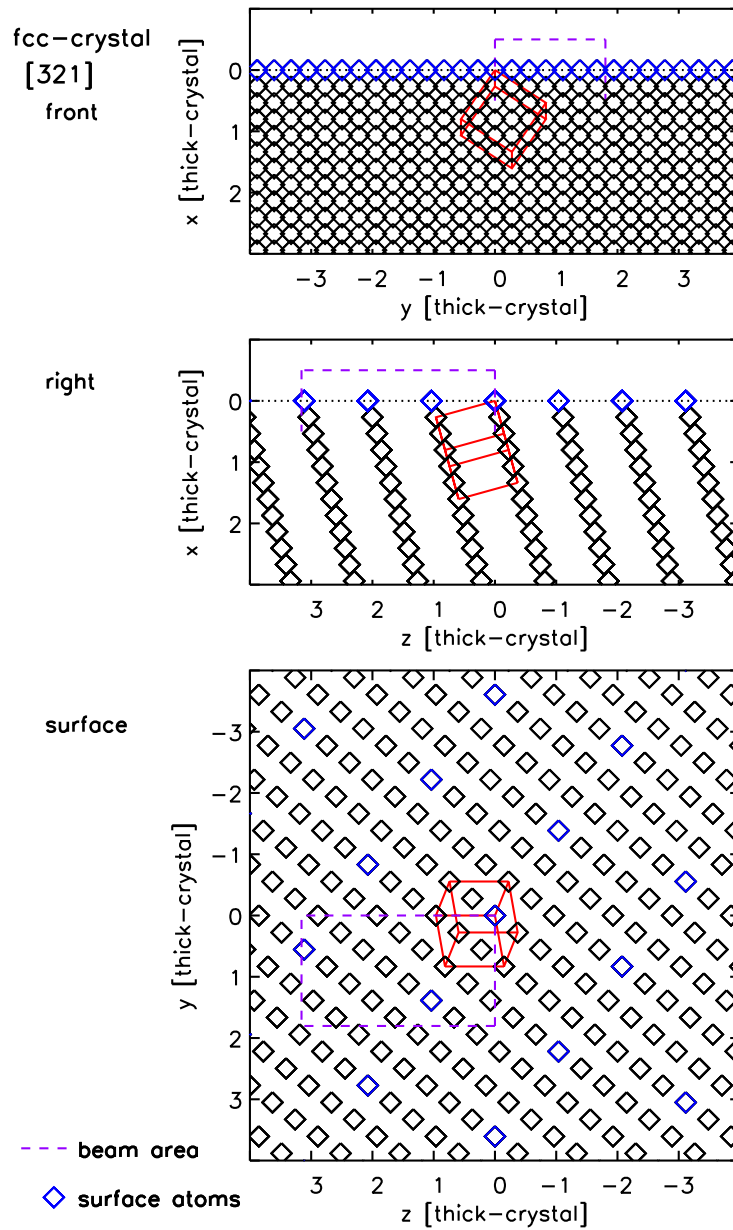 fcc-crystal
[321]
front
0
1
2
x [thick-crystal]
-3 -2 -1 0 1 2 3
y [thick-crystal]
right
0
1
2
x [thick-crystal]
3 2 1 0 -1 -2 -3
z [thick-crystal]
surface
-3
-2
-1
0
1
2
3
y [thick-crystal]
3 2 1 0 -1 -2 -3
z [thick-crystal]
beam area
surface atoms